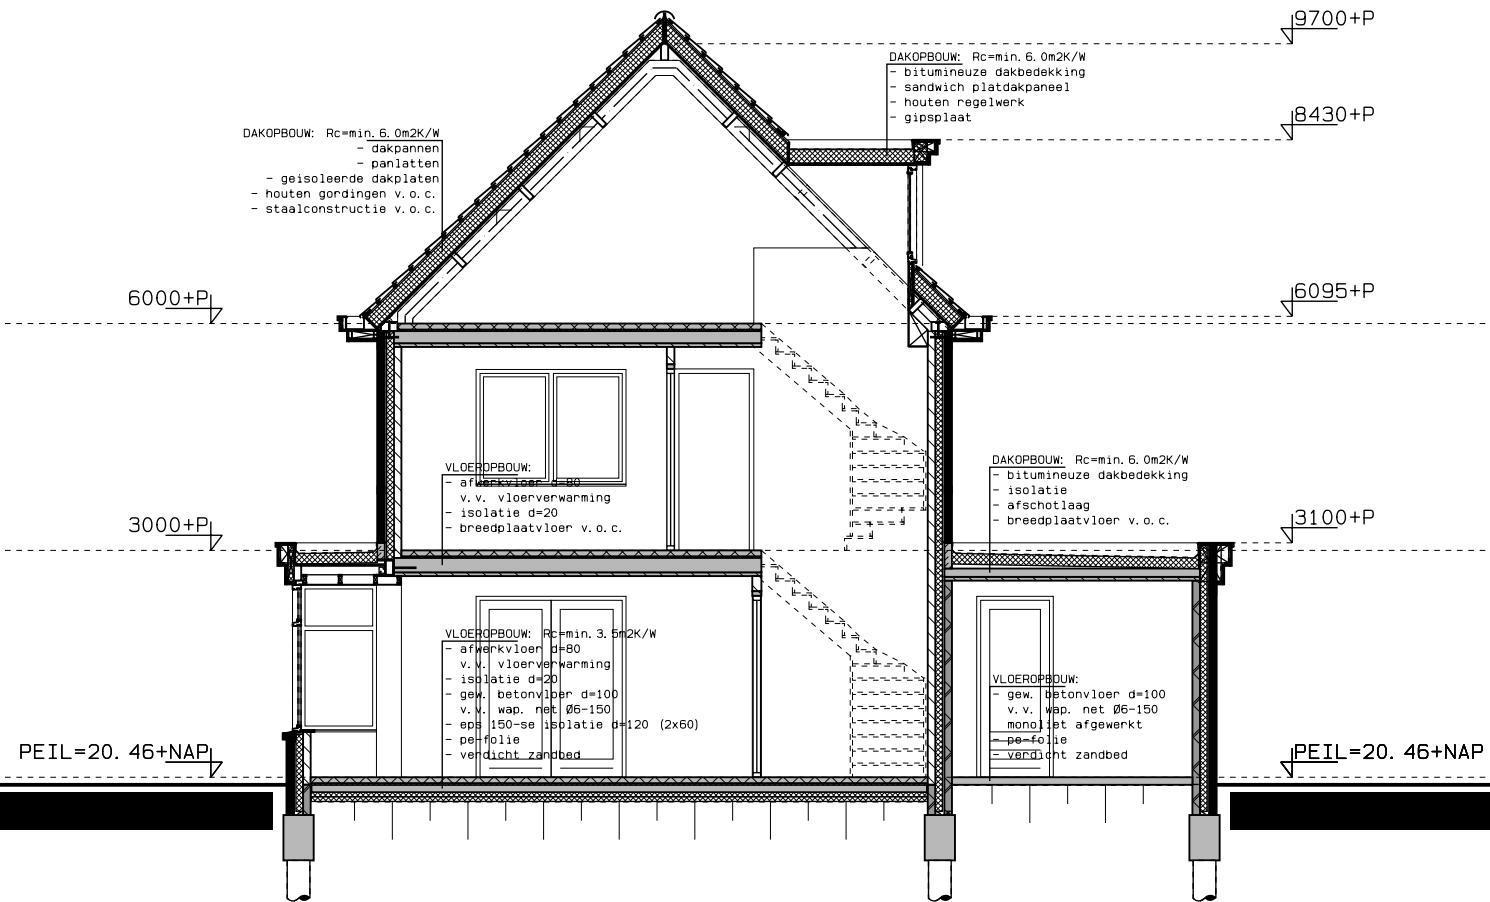 9700+P
DAKOPBOUW: Rc=min. 6. 0m2K/W
- bitumineuze dakbedekking
- sandwich platdakpaneel
- houten regelwerk
- gipsplaat
8430+P
DAKOPBOUW: Rc=min. 6. 0m2K/W
- dakpannen
- panlatten
- geisoleerde dakplaten
- houten gordingen v. o. c.
- staalconstructie v. o. c.
6000+P
6095+P
VLOEROPBOUW:
- afwerkvloer d=80
v. v. vloerverwarming
- isolatie d=20
- breedplaatvloer v. o. c.
DAKOPBOUW: Rc=min. 6. 0m2K/W
- bitumineuze dakbedekking
- isolatie
- afschotlaag
- breedplaatvloer v. o. c.
3000+P
3100+P
VLOEROPBOUW: Rc=min. 3. 5m2K/W
- afwerkvloer d=80
v. v. vloerverwarming
- isolatie d=20
- gew. betonvloer d=100
v. v. wap. net Ø6-150
- eps 150-se isolatie d=120 (2x60)
- pe-folie
- verdicht zandbed
VLOEROPBOUW:
- gew. betonvloer d=100
v. v. wap. net Ø6-150
monoliet afgewerkt
- pe-folie
- verdicht zandbed
PEIL=20. 46+NAP
PEIL=20. 46+NAP